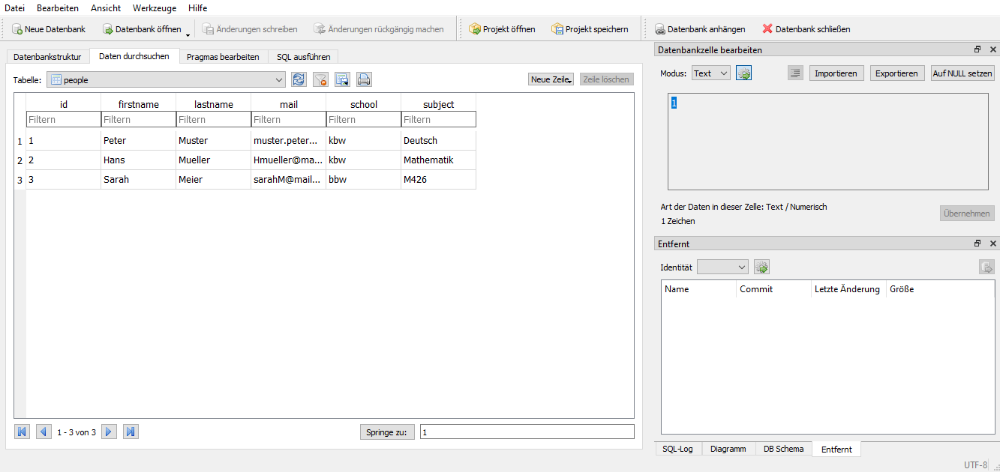 Datei Bearbeiten Ansicht Werkzeuge Hilfe
Neue Datenbank Datenbank öffnen Änderungen schreiben Änderungen rückgängig machen Projekt öffnen Projekt speichern Datenbank anhängen Datenbank schließen
Datenbankstruktur Daten durchsuchen Pragmas bearbeiten SQL ausführen
Tabelle: people Neue Zeile Zeile löschen
id firstname lastname mail school subject
Filtern Filtern Filtern Filtern Filtern Filtern
1 1 Peter Muster muster.peter... kbw Deutsch
2 2 Hans Mueller Hmueller@ma... kbw Mathematik
3 3 Sarah Meier sarahM@mail... bbw M426
1 - 3 von 3 Springe zu: 1
Datenbankzelle bearbeiten
Modus: Text Importieren Exportieren Auf NULL setzen
1
Art der Daten in dieser Zelle: Text / Numerisch
1 Zeichen
Übernehmen
Entfernt
Identität
Name Commit Letzte Änderung Größe
SQL-Log Diagramm DB Schema Entfernt
UTF-8